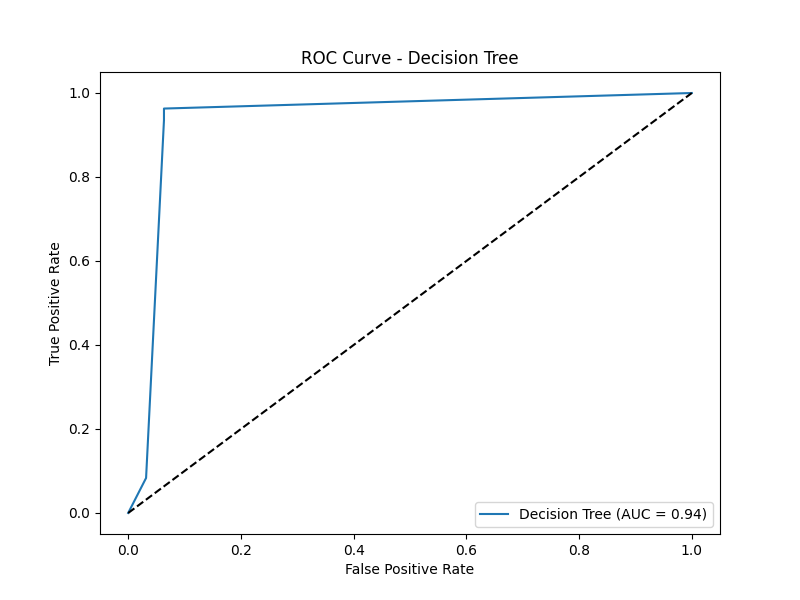 ROC Curve - Decision Tree
True Positive Rate
1.0
0.8
0.6
0.4
0.2
0.0
Decision Tree (AUC = 0.94)
0.0 0.2 0.4 0.6 0.8 1.0
False Positive Rate